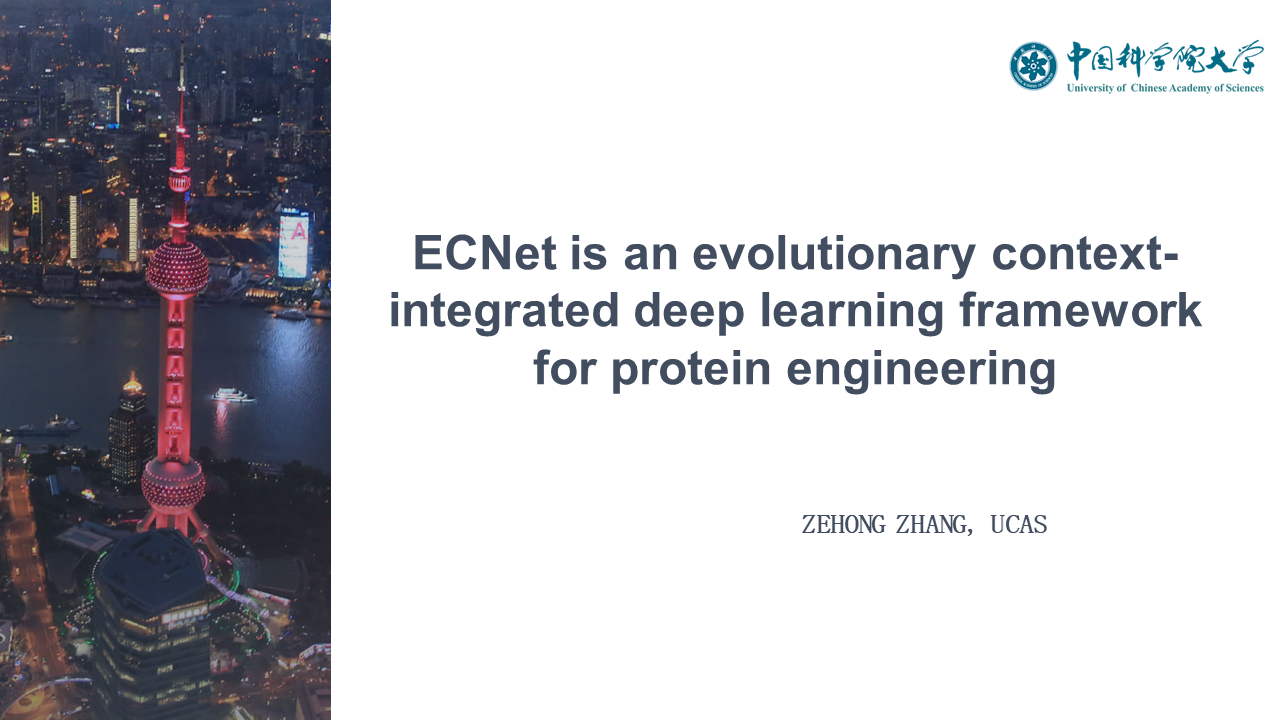 中国科学院大学
University of Chinese Academy of Sciences
ECNet is an evolutionary context-
integrated deep learning framework
for protein engineering
ZEHONG ZHANG, UCAS
A